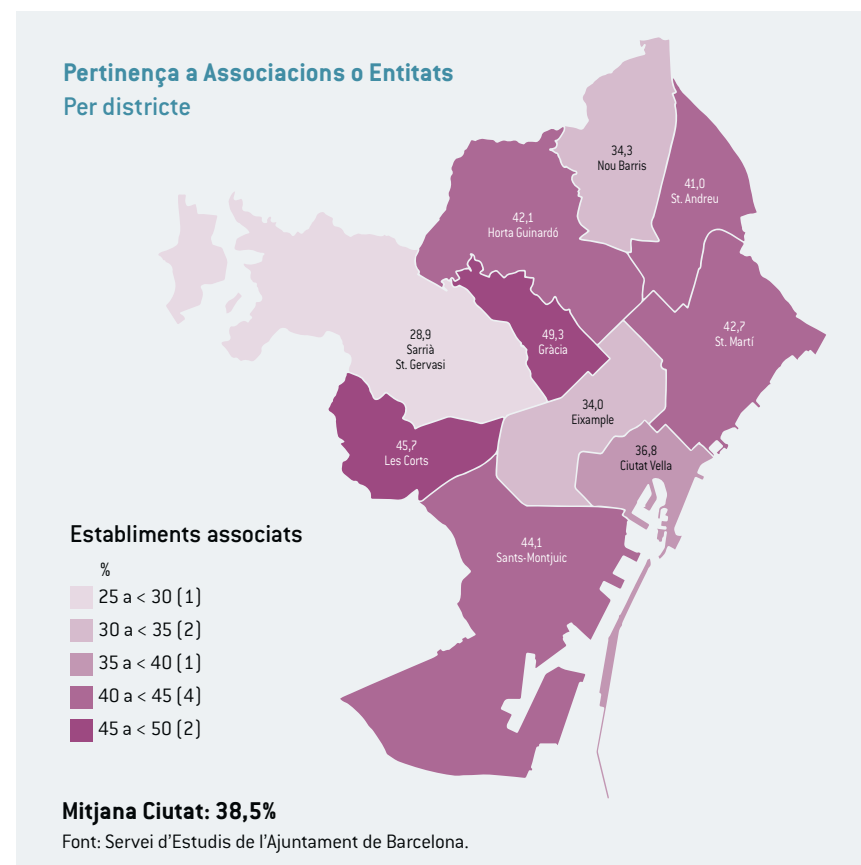 Pertinença a Associacions o Entitats
Per districte
34,3
Nou Barris
41,0
St. Andreu
42,1
Horta Guinardó
42,7
St. Martí
49,3
Gràcia
28,9
Sarrià
St. Gervasi
34,0
Eixample
45,7
Les Corts
36,8
Ciutat Vella
44,1
Sants-Montjuic
Establiments associats
%
25 a < 30 (1)
30 a < 35 (2)
35 a < 40 (1)
40 a < 45 (4)
45 a < 50 (2)
Mitjana Ciutat: 38,5%
Font: Servei d'Estudis de l'Ajuntament de Barcelona.